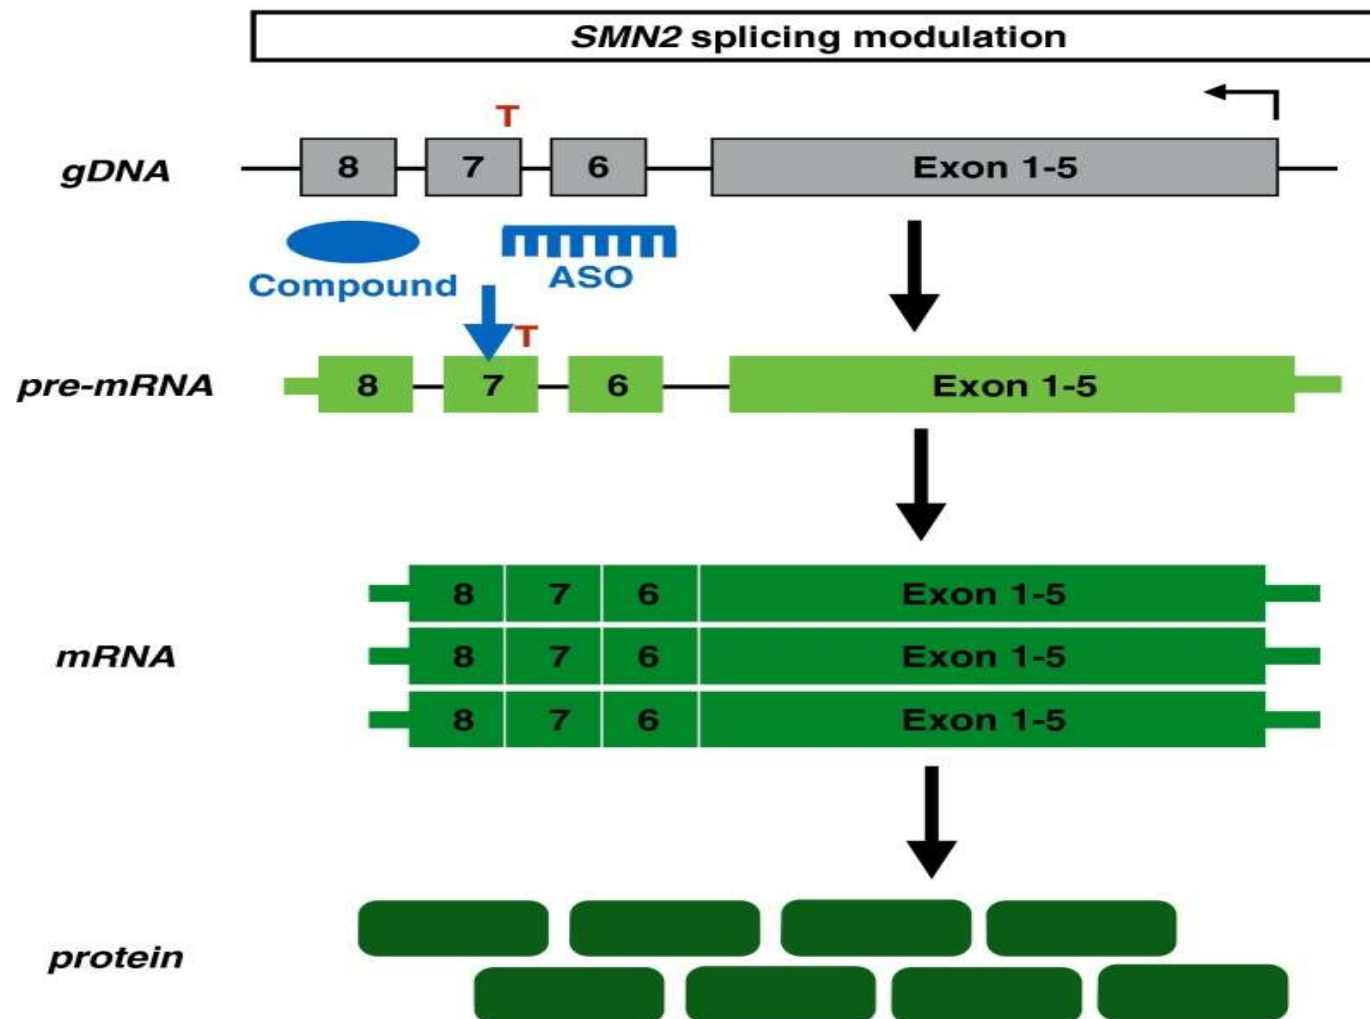 SMN2 splicing modulation
T
gDNA 8 7 6 Exon 1-5
Compound ASO
T
pre-mRNA 8 7 6 Exon 1-5
8 7 6 Exon 1-5
mRNA 8 7 6 Exon 1-5
8 7 6 Exon 1-5
protein